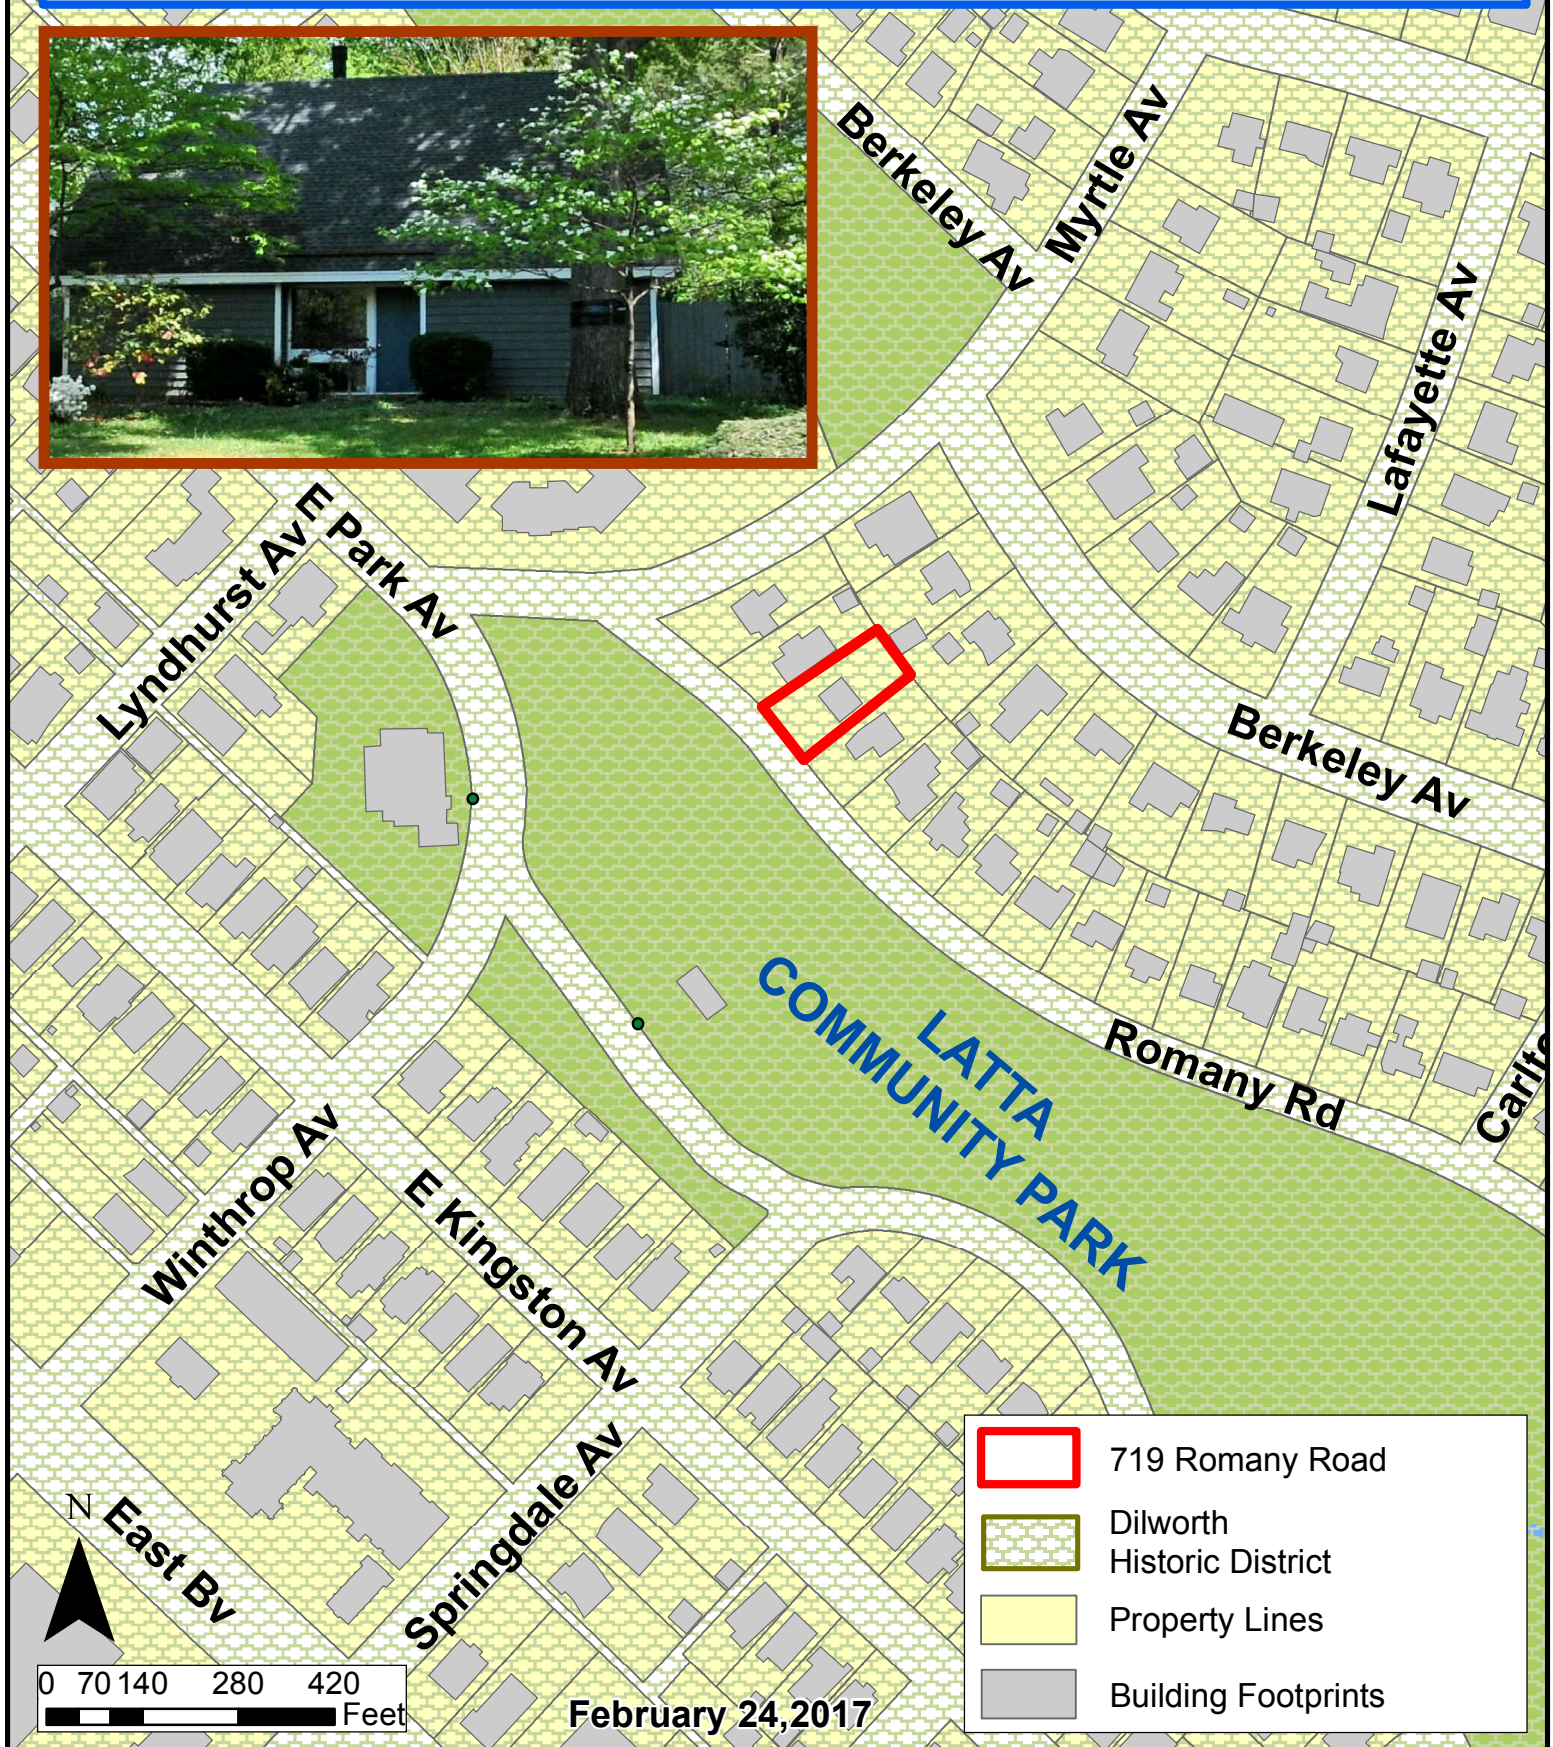 Berkeley Av
Myrtle Av
Lafayette Av
E Park Av
Lyndhurst Av
Berkeley Av
LATTA
COMMUNITY PARK
Romany Rd
Winthrop Av
E Kingston Av
Springdale Av
East Bv
N
0 70 140 280 420
Feet
February 24,2017
719 Romany Road
Dilworth
Historic District
Property Lines
Building Footprints